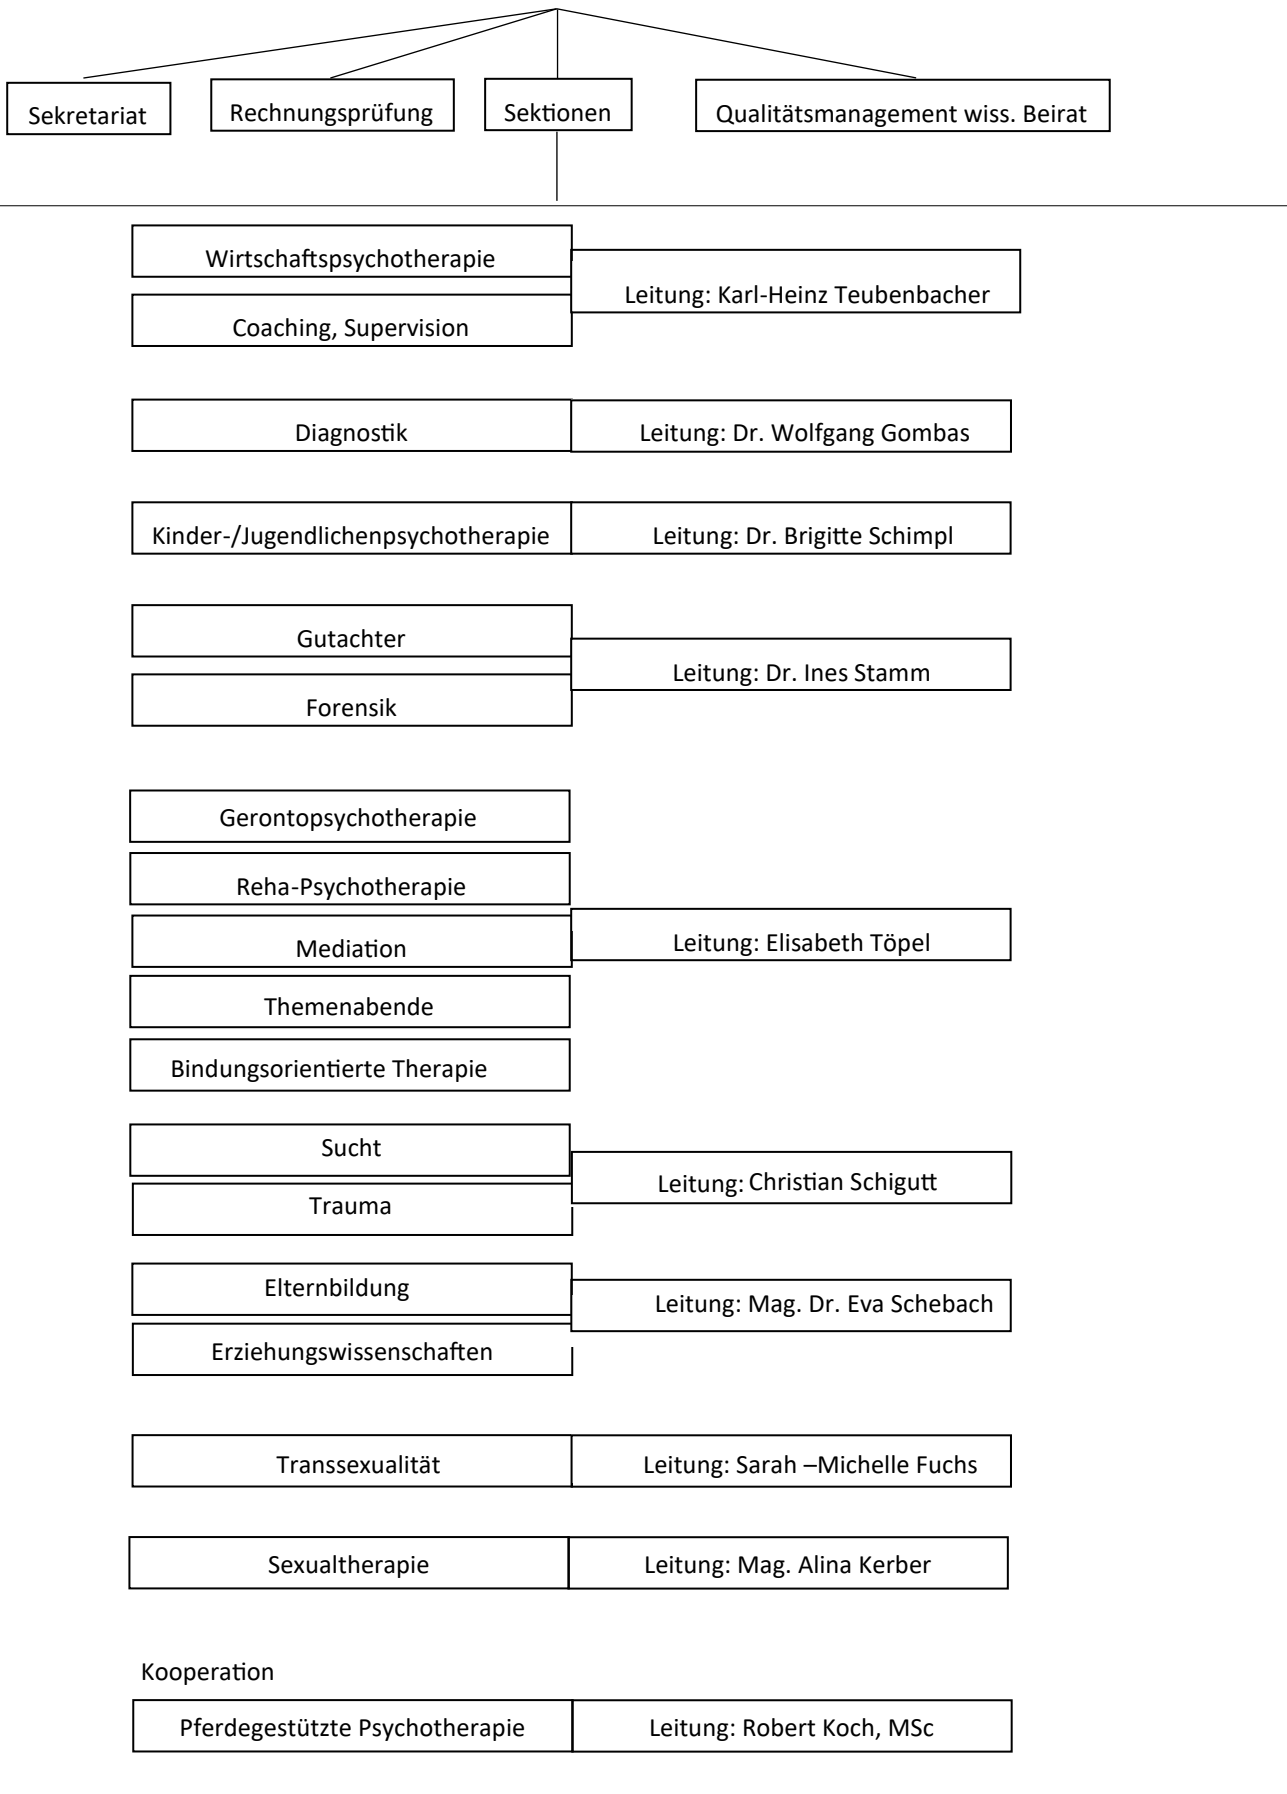 Sekretariat
Rechnungsprüfung
Sektionen
Qualitätsmanagement wiss. Beirat
Wirtschaftspsychotherapie
Leitung: Karl-Heinz Teubenbacher
Coaching, Supervision
Diagnostik
Leitung: Dr. Wolfgang Gombas
Kinder-/Jugendlichenpsychotherapie
Leitung: Dr. Brigitte Schimpl
Gutachter
Leitung: Dr. Ines Stamm
Forensik
Gerontopsychotherapie
Reha-Psychotherapie
Mediation
Leitung: Elisabeth Töpel
Themenabende
Bindungsorientierte Therapie
Sucht
Leitung: Christian Schigutt
Trauma
Elternbildung
Leitung: Mag. Dr. Eva Schebach
Erziehungswissenschaften
Transsexualität
Leitung: Sarah –Michelle Fuchs
Sexualtherapie
Leitung: Mag. Alina Kerber
Kooperation
Pferdegestützte Psychotherapie
Leitung: Robert Koch, MSc